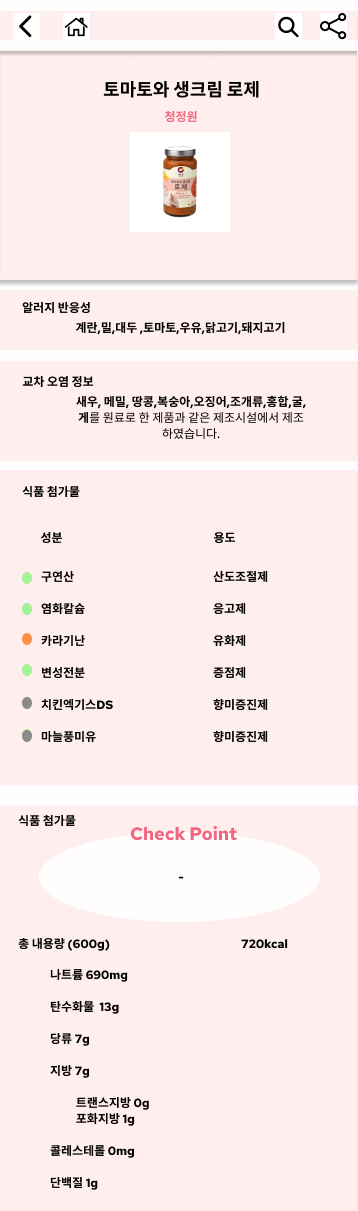 토마토와 생크림 로제
청정원
로제
알러지 반응성
계란,밀,대두 ,토마토,우유,닭고기,돼지고기
교차 오염 정보
새우, 메밀, 땅콩,복숭아,오징어,조개류,홍합,굴,
게를 원료로 한 제품과 같은 제조시설에서 제조
하였습니다.
식품 첨가물
성분 용도
구연산 산도조절제
염화칼슘 응고제
카라기난 유화제
변성전분 증점제
치킨엑기스DS 향미증진제
마늘풍미유 향미증진제
식품 첨가물
Check Point
-
총 내용량 (600g) 720kcal
나트륨 690mg
탄수화물 13g
당류 7g
지방 7g
트랜스지방 0g
포화지방 1g
콜레스테롤 0mg
단백질 1g